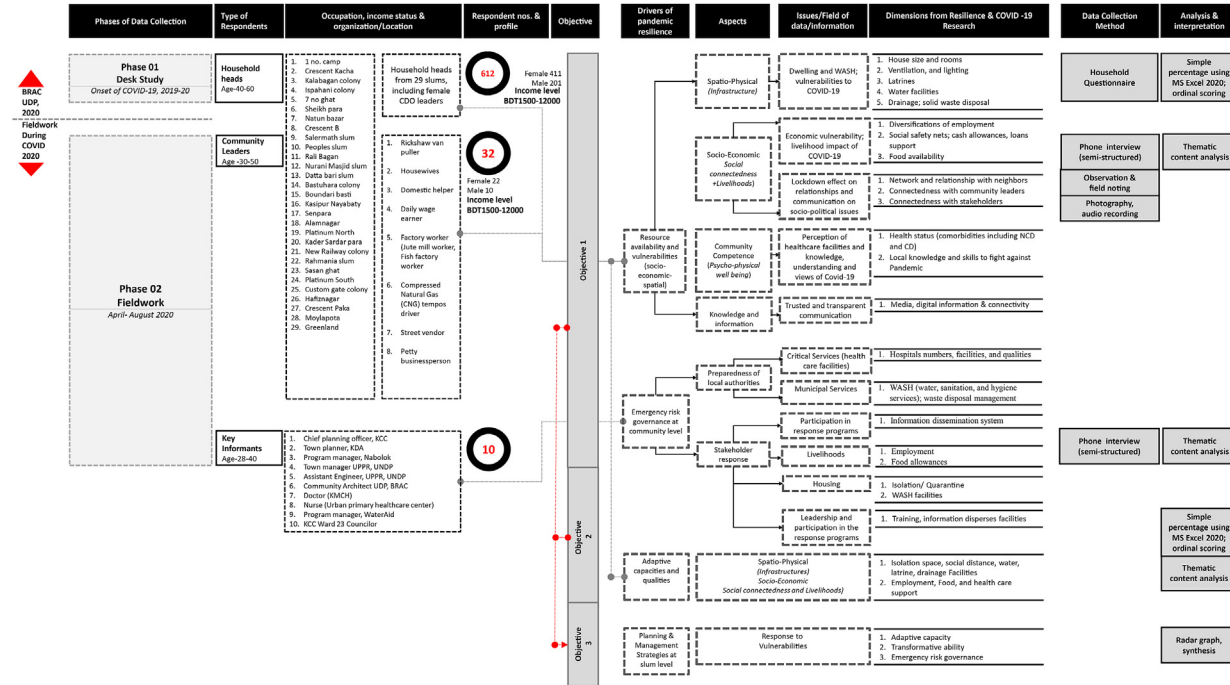 Phases of Data Collection
Type of
Respondents
Occupation, income status &
organization/Location
Respondent nos. &
profile
Objective
Drivers of
pandemic
resilience
Aspects
Issues/Field of
data/information
Dimensions from Resilience & COVID -19
Research
Data Collection
Method
Analysis &
interpretation
BRAC
UDP,
2020
Fieldwork
During
COVID
2020
Phase 01
Desk Study
Onset of COVID-19, 2019-20
Phase 02
Fieldwork
April- August 2020
Household
heads
Age-40-60
Community
Leaders
Age -30-50
Key
Informants
Age-28-40
1. 1 no. camp
2. Crescent Kacha
3. Kalabagan colony
4. Ispahani colony
5. 7 no ghat
6. Sheikh para
7. Natun bazar
8. Crescent B
9. Salermath slum
10. Peoples slum
11. Rali Bagan
12. Nurani Masjid slum
13. Datta bari slum
14. Bastuhara colony
15. Boundari basti
16. Kasipur Nayabaty
17. Senpara
18. Alamnagar
19. Platinum North
20. Kader Sardar para
21. New Railway colony
22. Rahmania slum
23. Sasan ghat
24. Platinum South
25. Custom gate colony
26. Hafiznagar
27. Crescent Paka
28. Moylapota
29. Greenland
Household heads
from 29 slums,
including female
CDO leaders
1. Rickshaw van
puller
2. Housewives
3. Domestic helper
4. Daily wage
earner
5. Factory worker
(Jute mill worker,
Fish factory
worker)
6. Compressed
Natural Gas
(CNG) tempos
driver
7. Street vendor
8. Petty
businessperson
1. Chief planning officer, KCC
2. Town planner, KDA
3. Program manager, Nabolok
4. Town manager UPPR, UNDP
5. Assistant Engineer, UPPR, UNDP
6. Community Architect UDP, BRAC
7. Doctor (KMCH)
8. Nurse (Urban primary healthcare center)
9. Program manager, WaterAid
10. KCC Ward 23 Councilor
612
Female 411
Male 201
Income level
BDT1500-12000
32
Female 22
Male 10
Income level
BDT1500-12000
10
Objective 1
Objective
2
Objective
3
Resource
availability and
vulnerabilities
(socio-
economic-
spatial)
Emergency risk
governance at
community level
Adaptive
capacities and
qualities
Planning &
Management
Strategies at
slum level
Spatio-Physical
(Infrastructure)
Socio-Economic
Social
connectedness
+Livelihoods)
Community
Competence
(Psycho-physical
well being)
Knowledge and
information
Preparedness of
local authorities
Stakeholder
response
Spatio-Physical
(Infrastructures)
Socio-Economic
Social connectedness and Livelihoods)
Response to
Vulnerabilities
Dwelling and WASH;
vulnerabilities to
COVID-19
Economic vulnerability;
livelihood impact of
COVID-19
Lockdown effect on
relationships and
communication on
socio-political issues
Perception of
healthcare facilities and
knowledge,
understanding and
views of Covid-19
Trusted and transparent
communication
Critical Services (health
care facilities)
Municipal Services
Participation in
response programs
Livelihoods
Housing
Leadership and
participation in the
response programs
1. House size and rooms
2. Ventilation, and lighting
3. Latrines
4. Water facilities
5. Drainage; solid waste disposal
1. Diversifications of employment
2. Social safety nets; cash allowances, loans
support
3. Food availability
1. Network and relationship with neighbors
2. Connectedness with community leaders
3. Connectedness with stakeholders
1. Health status (comorbidities including NCD
and CD)
2. Local knowledge and skills to fight against
Pandemic
1. Media, digital information & connectivity
1. Hospitals numbers, facilities, and qualities
1. WASH (water, sanitation, and hygiene
services); waste disposal management
1. Information dissemination system
1. Employment
2. Food allowances
1. Isolation/ Quarantine
2. WASH facilities
1. Training, information disperses facilities
1. Isolation space, social distance, water,
latrine, drainage Facilities
2. Employment, Food, and health care
support
1. Adaptive capacity
2. Transformative ability
3. Emergency risk governance
Household
Questionnaire
Phone interview
(semi-structured)
Observation &
field noting
Photography,
audio recording
Phone interview
(semi-structured)
Simple
percentage using
MS Excel 2020;
ordinal scoring
Thematic
content analysis
Thematic
content analysis
Simple
percentage using
MS Excel 2020;
ordinal scoring
Thematic
content analysis
Radar graph,
synthesis